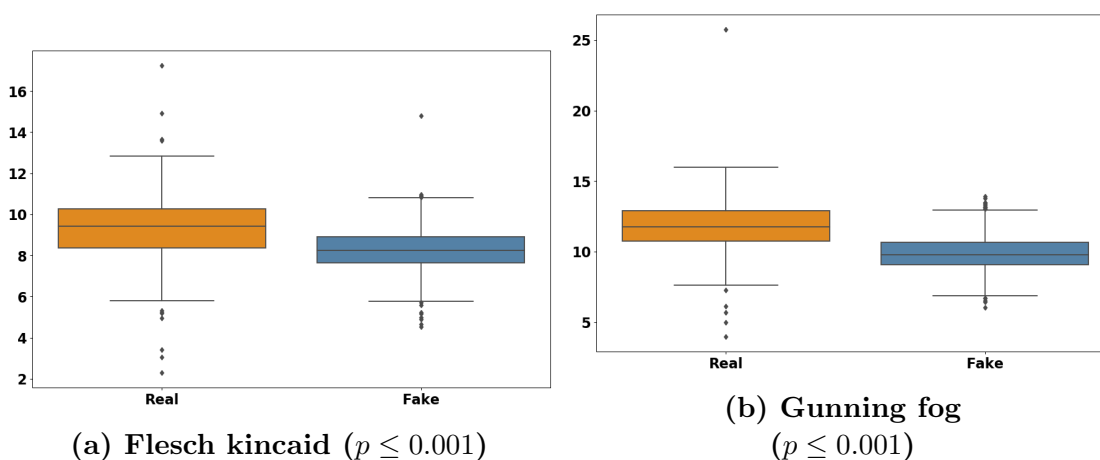 16
14
12
10
8
6
4
2
Real
Fake
(a) Flesch kincaid (p ≤ 0.001)
25
20
15
10
5
Real
Fake
(b) Gunning fog
(p ≤ 0.001)